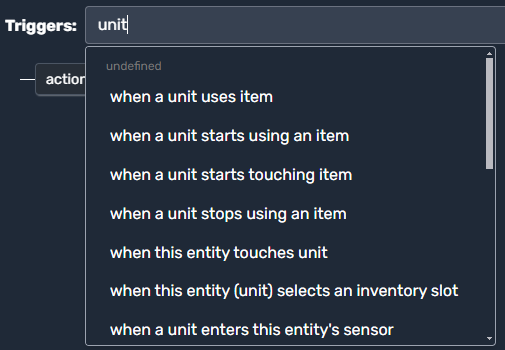 Triggers: unit
undefined
action
when a unit uses item
when a unit starts using an item
when a unit starts touching item
when a unit stops using an item
when this entity touches unit
when this entity (unit) selects an inventory slot
when a unit enters this entity's sensor